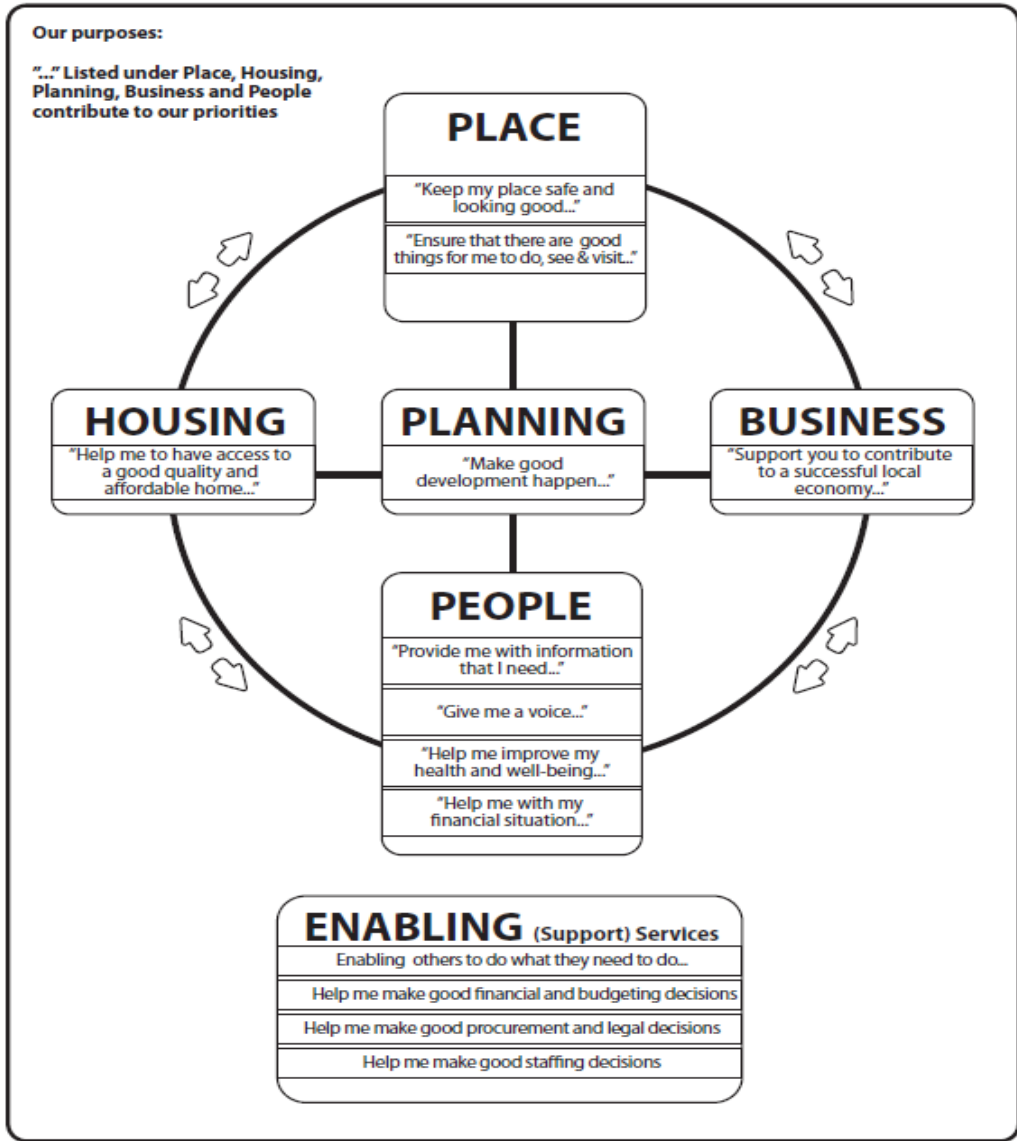 Our purposes:
"..." Listed under Place, Housing,
Planning, Business and People
contribute to our priorities
PLACE
"Keep my place safe and
looking good..."
"Ensure that there are good
things for me to do, see & visit..."
HOUSING
"Help me to have access to
a good quality and
affordable home..."
PLANNING
"Make good
development happen..."
BUSINESS
"Support you to contribute
to a successful local
economy..."
PEOPLE
"Provide me with information
that I need..."
"Give me a voice..."
"Help me improve my
health and well-being..."
"Help me with my
financial situation..."
ENABLING (Support) Services
Enabling others to do what they need to do...
Help me make good financial and budgeting decisions
Help me make good procurement and legal decisions
Help me make good staffing decisions